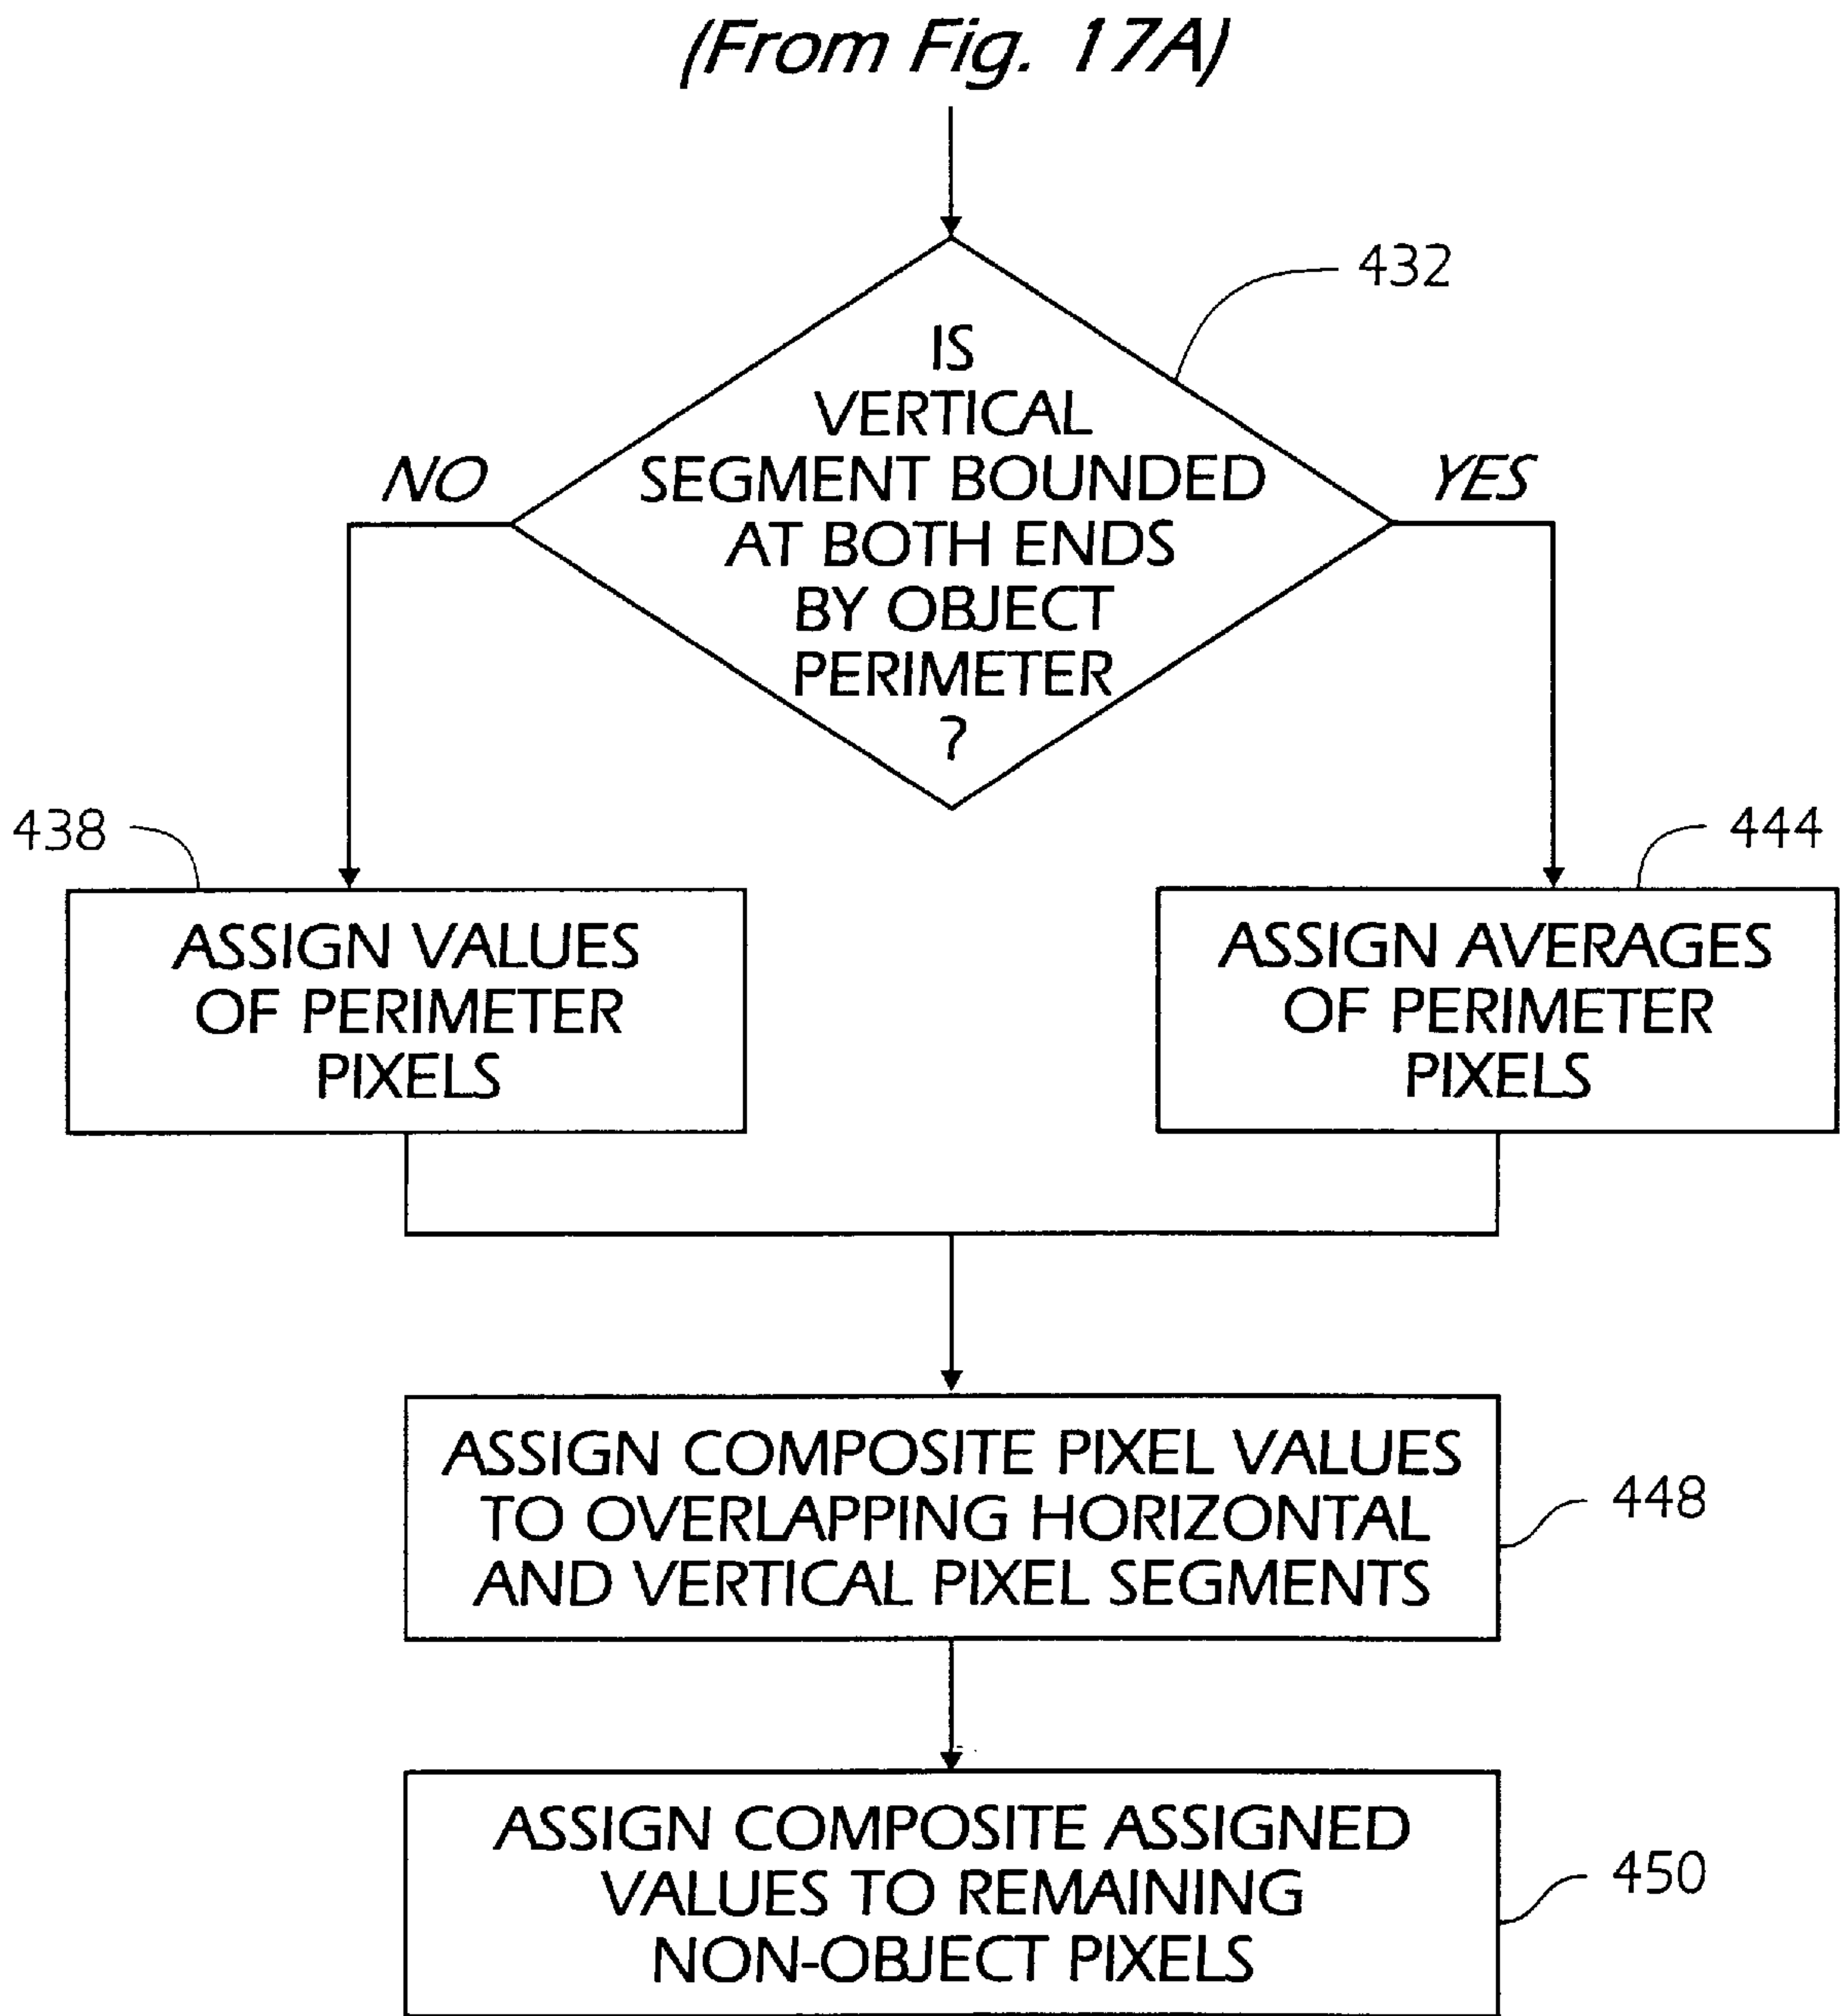 (From Fig. 17A)
432
IS
VERTICAL
SEGMENT BOUNDED
AT BOTH ENDS
BY OBJECT
PERIMETER
?
NO
YES
438
ASSIGN VALUES
OF PERIMETER
PIXELS
444
ASSIGN AVERAGES
OF PERIMETER
PIXELS
ASSIGN COMPOSITE PIXEL VALUES
TO OVERLAPPING HORIZONTAL
AND VERTICAL PIXEL SEGMENTS
448
ASSIGN COMPOSITE ASSIGNED
VALUES TO REMAINING
NON-OBJECT PIXELS
450